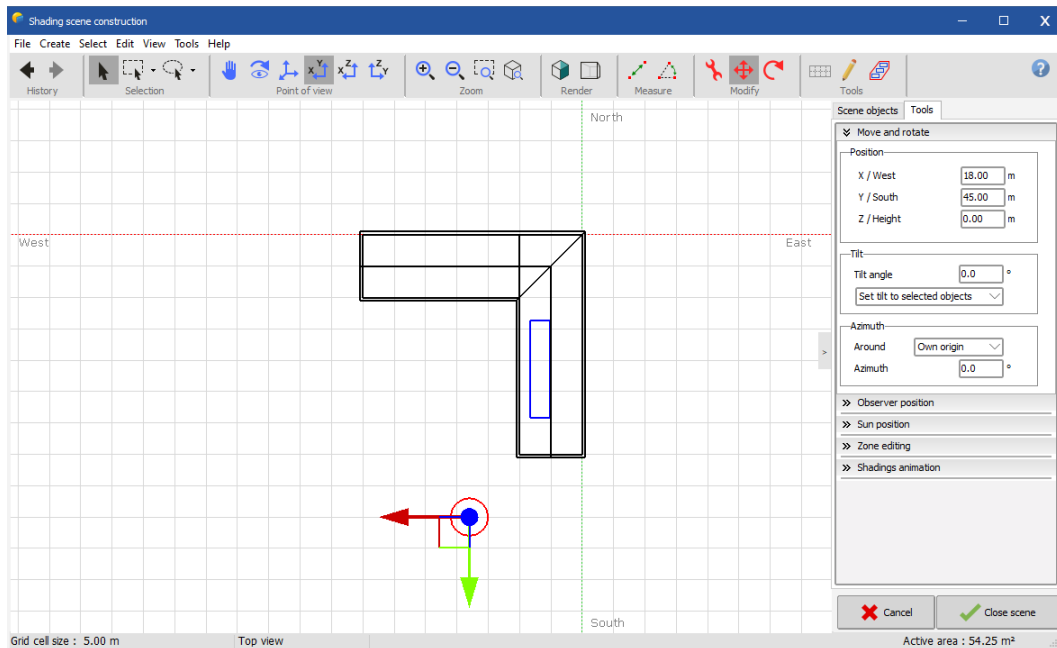 Shading scene construction
File Create Select Edit View Tools Help
History Selection Point of view Zoom Render Measure Modify Tools
X Y X Z Z Y
Scene objects Tools
Move and rotate
Position
X / West 18.00 m
Y / South 45.00 m
Z / Height 0.00 m
Tilt
Tilt angle 0.0 °
Set tilt to selected objects
Azimuth
Around Own origin
Azimuth 0.0 °
Observer position
Sun position
Zone editing
Shadings animation
North
West
East
South
Cancel Close scene
Grid cell size : 5.00 m Top view Active area : 54.25 m²